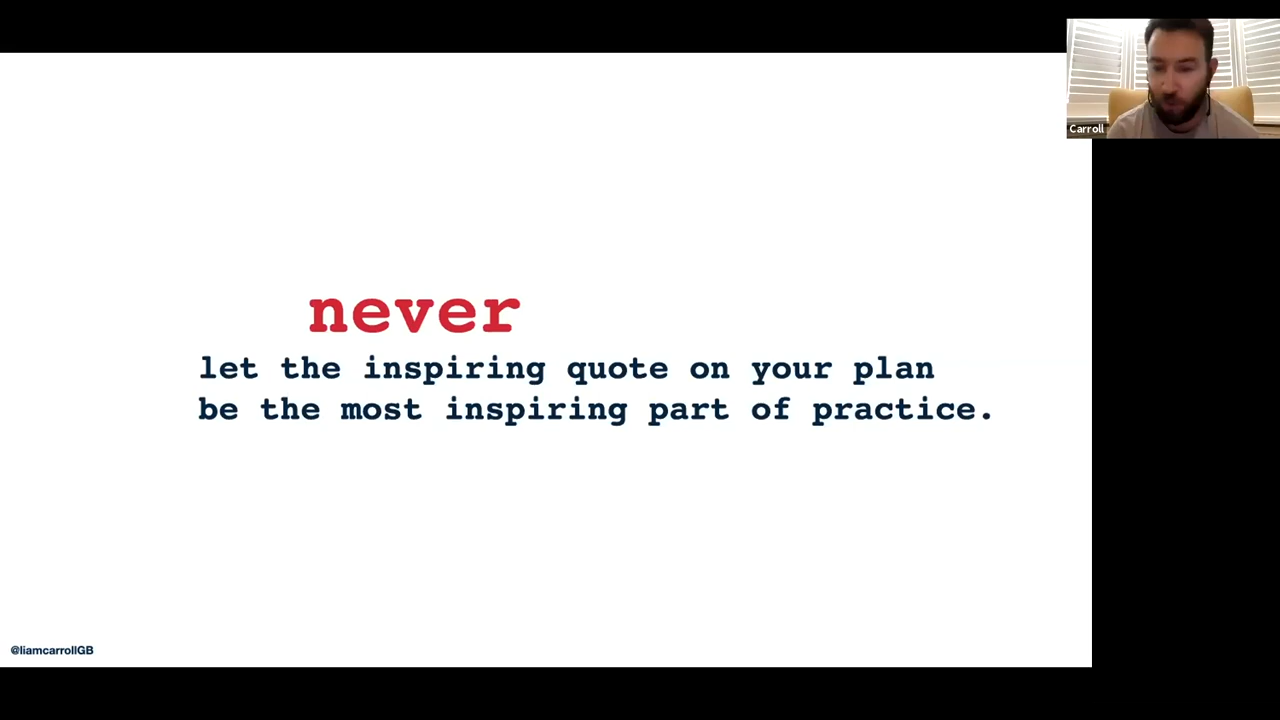 Carroll
never
let the inspiring quote on your plan
be the most inspiring part of practice.
@liamcarrollGB